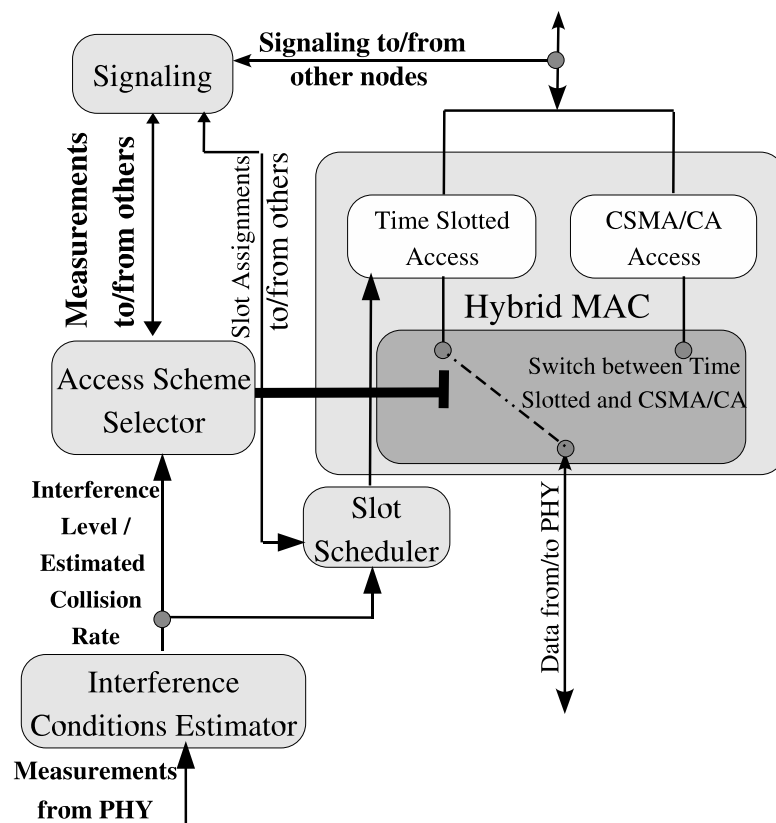 Signaling to/from
other nodes
Signaling
Measurements
to/from others
Slot Assignments
to/from others
Time Slotted
Access
CSMA/CA
Access
Hybrid MAC
Switch between Time
Slotted and CSMA/CA
Access Scheme
Selector
Interference
Level /
Estimated
Collision
Rate
Slot
Scheduler
Data from/to PHY
Interference
Conditions Estimator
Measurements
from PHY